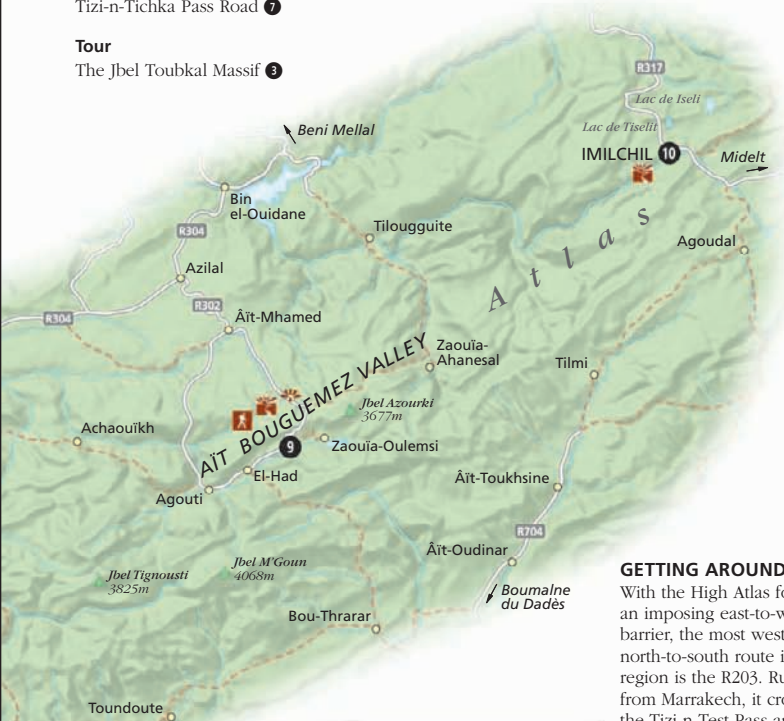 Tizi-n-Tichka Pass Road 7
Tour
The Jbel Toubkal Massif 3
R317
Lac de Iseli
Lac de Tiselit
IMILCHIL 10
Midelt
Beni Mellal
Bin
el-Ouidane
Tilougguite
R304
Agoudal
Atlas
Azilal
R302
R304
Âït-Mhamed
Zaouïa-
Ahanesal
Tilmi
AÏT BOUGUEMEZ VALLEY
Jbel Azourki
3677m
Achaouïkh
9
Zaouïa-Oulemsi
El-Had
Agouti
Âït-Toukhsine
R704
Âït-Oudinar
Jbel M'Goun
4068m
Jbel Tignousti
3825m
Boumalne
du Dadès
Bou-Thrarar
Toundoute
GETTING AROUND
With the High Atlas fo
an imposing east-to-w
barrier, the most west
north-to-south route i
region is the R203. Ru
from Marrakech, it cro
the Tizi-n-Test Pass a